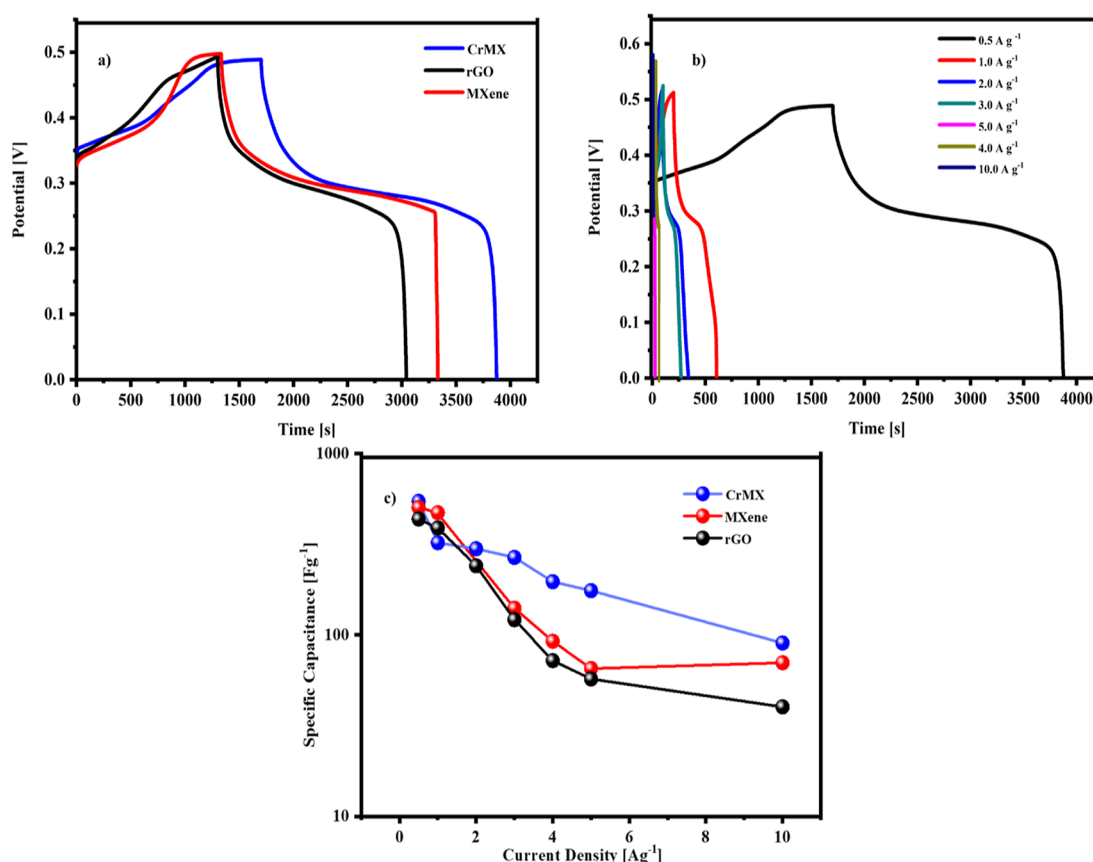 a)
CrMX
rGO
MXene
0.5
0.4
0.3
0.2
0.1
0.0
Potential [V]
0 500 1000 1500 2000 2500 3000 3500 4000
Time [s]
b)
0.5 A g⁻¹
1.0 A g⁻¹
2.0 A g⁻¹
3.0 A g⁻¹
5.0 A g⁻¹
4.0 A g⁻¹
10.0 A g⁻¹
0.6
0.5
0.4
0.3
0.2
0.1
0.0
Potential [V]
0 500 1000 1500 2000 2500 3000 3500 4000
Time [s]
c)
CrMX
MXene
rGO
1000
100
10
Specific Capacitance [Fg⁻¹]
0 2 4 6 8 10
Current Density [Ag⁻¹]